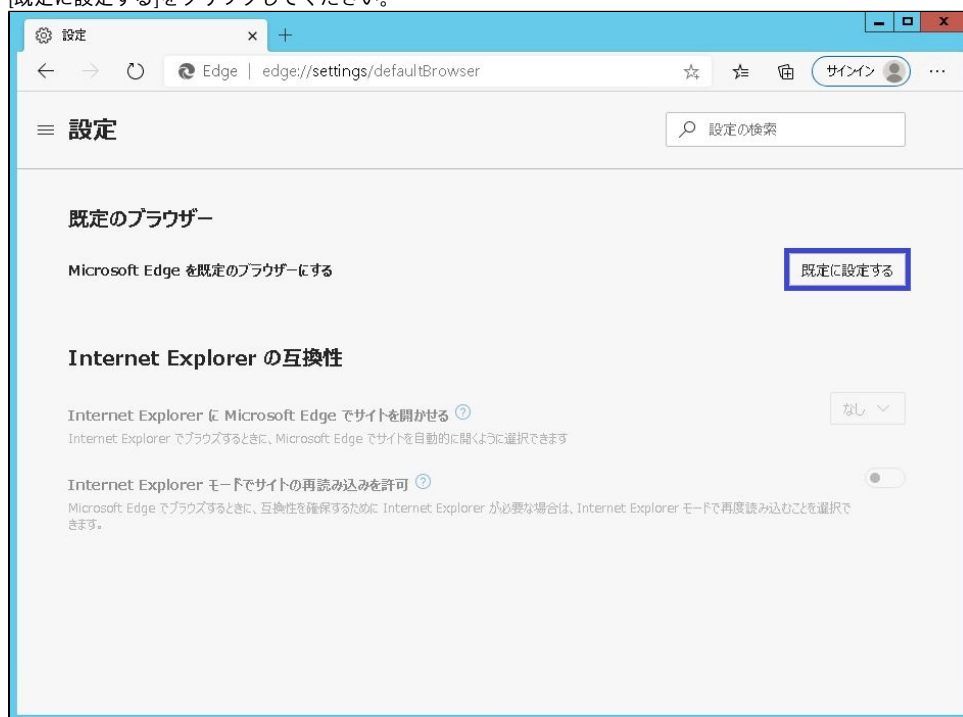 [既定に設定する]をクリックしてください。
設定
Edge | edge://settings/defaultBrowser
サインイン
設定
設定の検索
既定のブラウザー
Microsoft Edge を既定のブラウザーにする
既定に設定する
Internet Explorer の互換性
Internet Explorer に Microsoft Edge でサイトを開かせる
なし
Internet Explorer でブラウズするときに、Microsoft Edge でサイトを自動的に開くように選択できます
Internet Explorer モードでサイトの再読み込みを許可
Microsoft Edge でブラウズするときに、互換性を確保するために Internet Explorer が必要な場合は、Internet Explorer モードで再度読み込むことを選択で
きます。